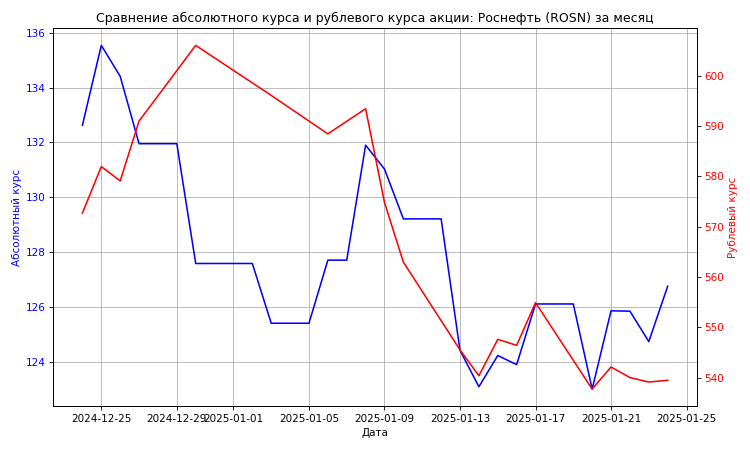 Сравнение абсолютного курса и рублевого курса акции: Роснефть (ROSN) за месяц
136
134
132
130
128
126
124
Абсолютный курс
600
590
580
570
560
550
540
Рублевый курс
2024-12-25 2024-12-29 2025-01-01 2025-01-05 2025-01-09 2025-01-13 2025-01-17 2025-01-21 2025-01-25
Дата